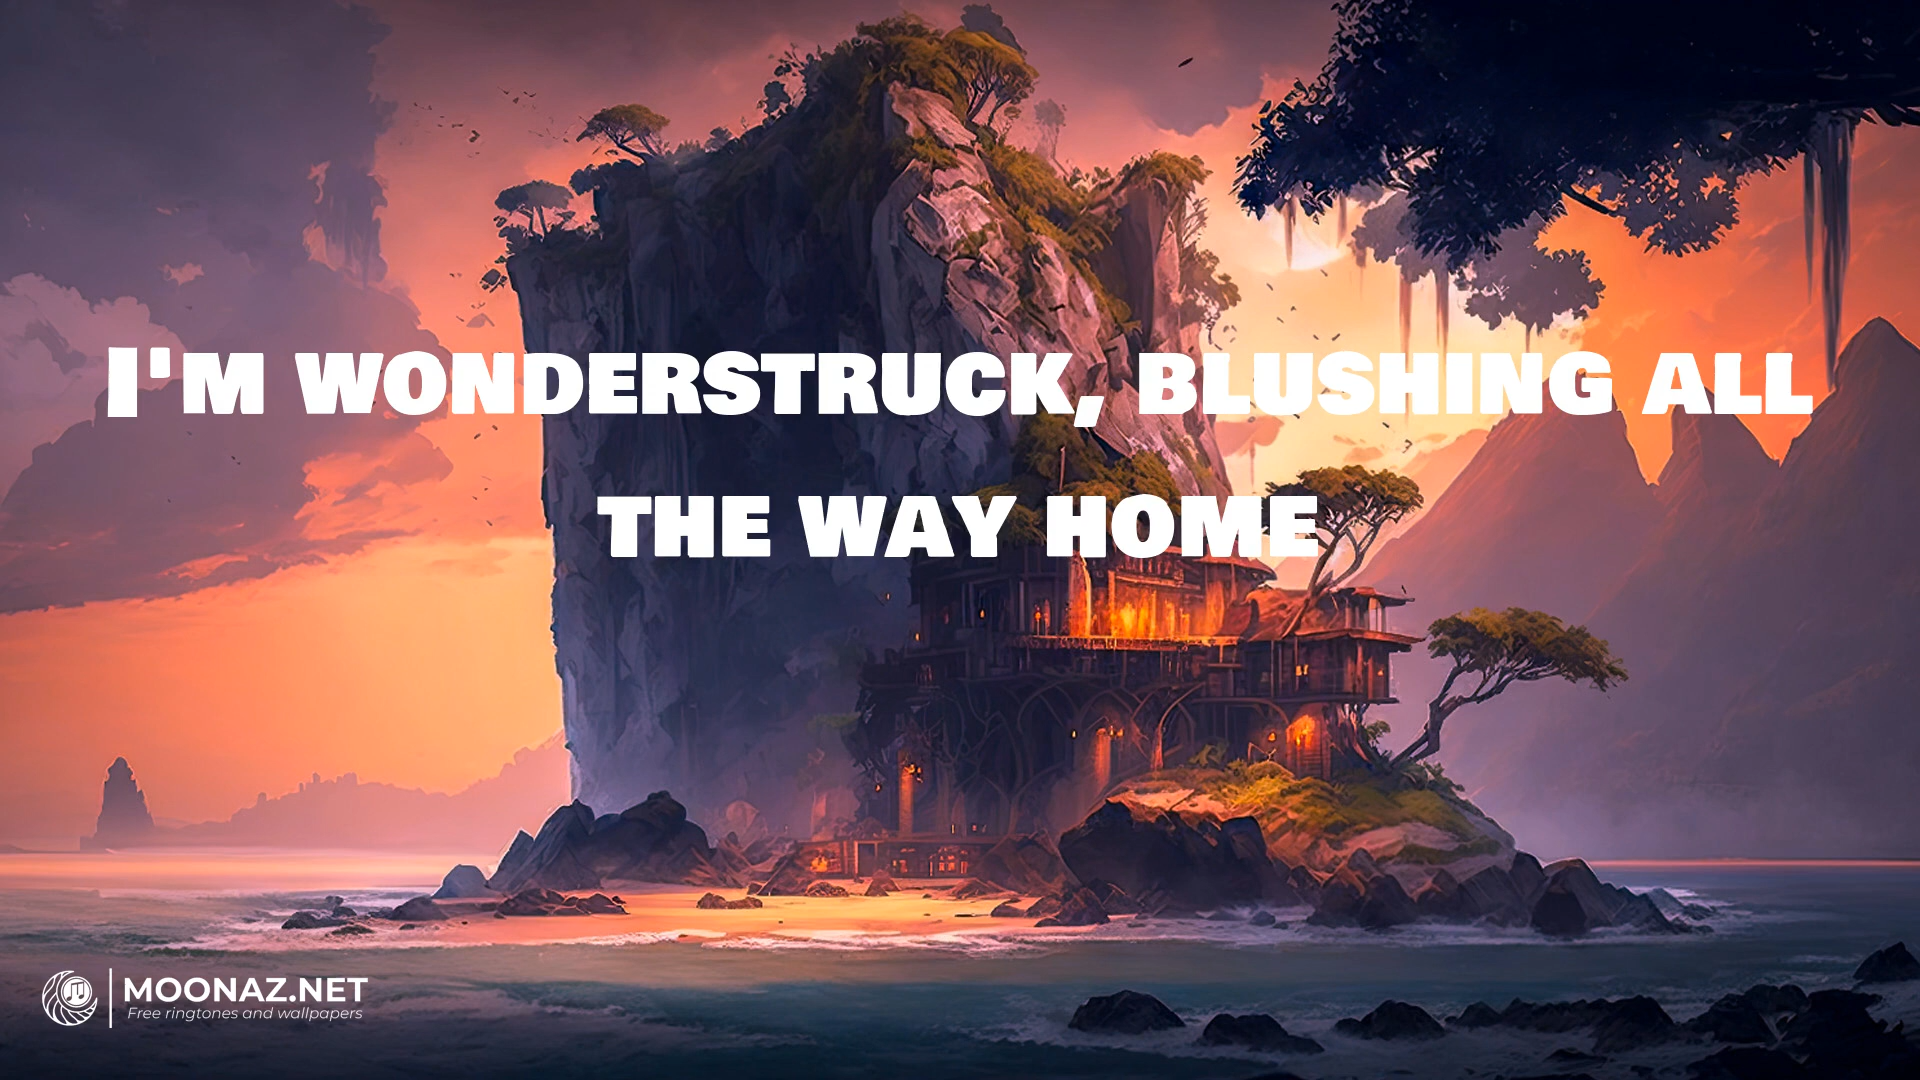 I'm wonderstruck, blushing all
the way home
MOONAZ.NET
Free ringtones and wallpapers